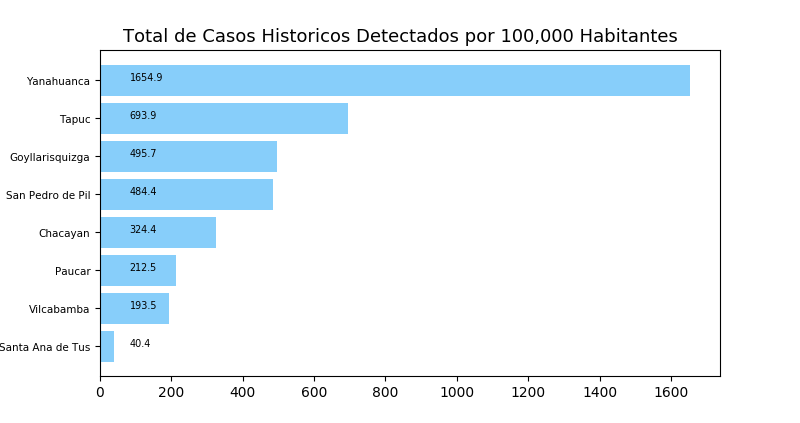 Total de Casos Historicos Detectados por 100,000 Habitantes
Yanahuanca 1654.9
Tapuc 693.9
Goyllarisquizga 495.7
San Pedro de Pil 484.4
Chacayan 324.4
Paucar 212.5
Vilcabamba 193.5
Santa Ana de Tus 40.4
0 200 400 600 800 1000 1200 1400 1600